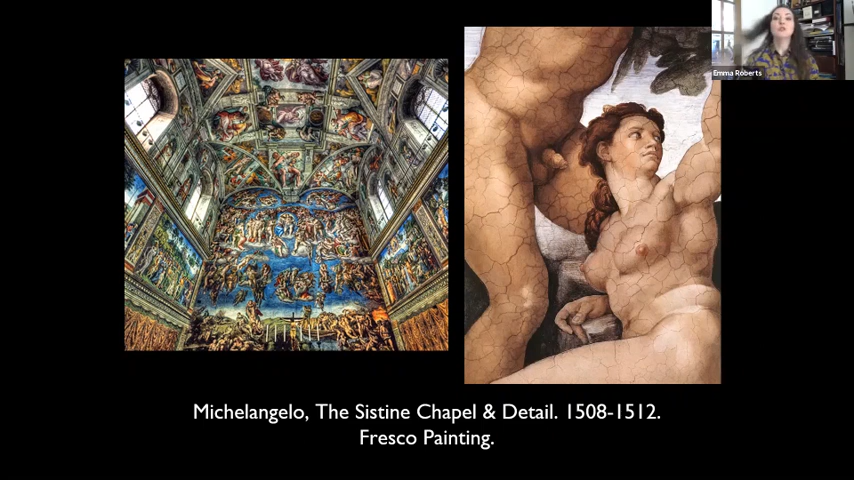 Emma Roberts
Michelangelo, The Sistine Chapel & Detail. 1508-1512.
Fresco Painting.